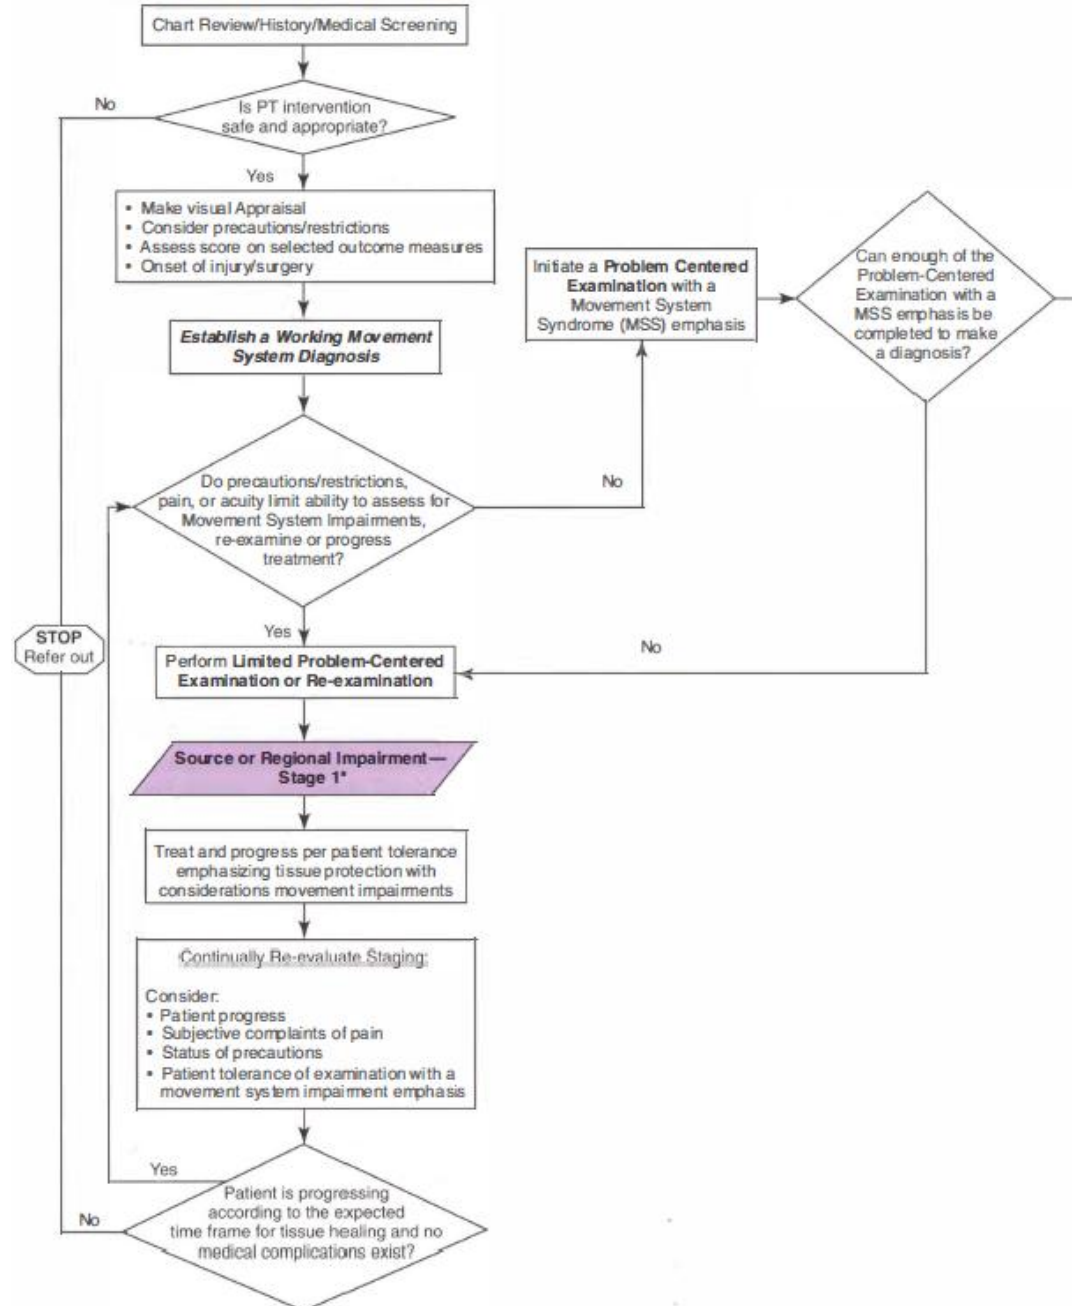 Chart Review/History/Medical Screening
No
Is PT intervention
safe and appropriate?
Yes
• Make visual Appraisal
• Consider precautions/restrictions
• Assess score on selected outcome measures
• Onset of injury/surgery
Establish a Working Movement
System Diagnosis
Initiate a Problem Centered
Examination with a
Movement System
Syndrome (MSS) emphasis
Can enough of the
Problem-Centered
Examination with a
MSS emphasis be
completed to make
a diagnosis?
Do precautions/restrictions,
pain, or acuity limit ability to assess for
Movement System Impairments,
re-examine or progress
treatment?
No
Yes
No
STOP
Refer out
Perform Limited Problem-Centered
Examination or Re-examination
Source or Regional Impairment—
Stage 1*
Treat and progress per patient tolerance
emphasizing tissue protection with
considerations movement impairments
Continually Re-evaluate Staging:
Consider:
• Patient progress
• Subjective complaints of pain
• Status of precautions
• Patient tolerance of examination with a
movement system impairment emphasis
Yes
No
Patient is progressing
according to the expected
time frame for tissue healing and no
medical complications exist?